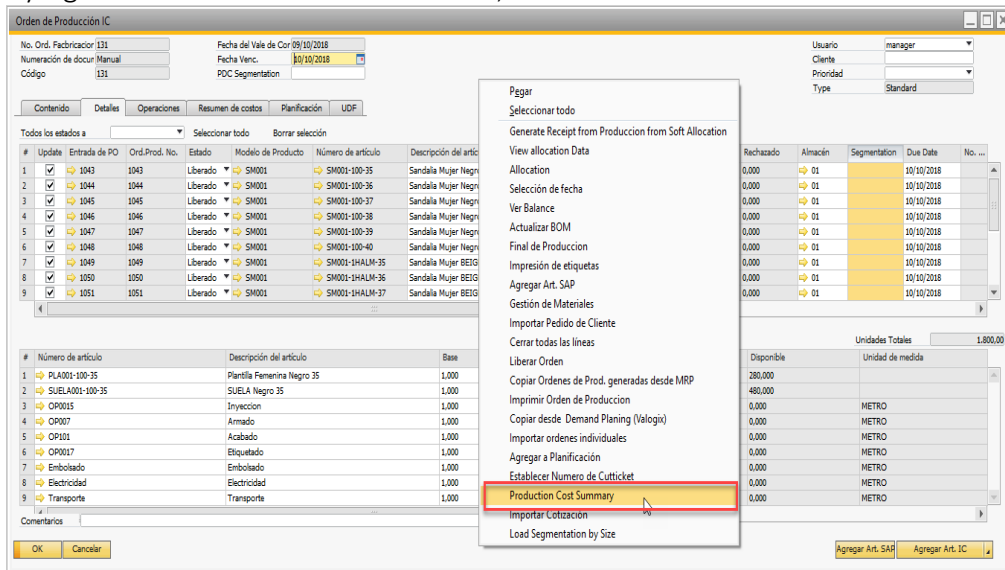 Orden de Producción IC
No. Ord. Facbricacior 131 Fecha del Vale de Cor 09/10/2018 Usuario manager
Numeración de docur Manual Fecha Venc. 10/10/2018 Cliente
Código 131 PDC Segmentation Prioridad
Type Standard
Contenido Detalles Operaciones Resumen de costos Planificación UDF
Todos los estados a Seleccionar todo Borrar selección
# Update Entrada de PO Ord.Prod. No. Estado Modelo de Producto Número de artículo Descripción del artíc Rechazado Almacén Segmentation Due Date No. ...
1 1043 1043 Liberado SM001 SM001-100-35 Sandalia Mujer Negr 0,000 01 10/10/2018
2 1044 1044 Liberado SM001 SM001-100-36 Sandalia Mujer Negr 0,000 01 10/10/2018
3 1045 1045 Liberado SM001 SM001-100-37 Sandalia Mujer Negr 0,000 01 10/10/2018
4 1046 1046 Liberado SM001 SM001-100-38 Sandalia Mujer Negr 0,000 01 10/10/2018
5 1047 1047 Liberado SM001 SM001-100-39 Sandalia Mujer Negr 0,000 01 10/10/2018
6 1048 1048 Liberado SM001 SM001-100-40 Sandalia Mujer Negr 0,000 01 10/10/2018
7 1049 1049 Liberado SM001 SM001-1HALM-35 Sandalia Mujer BEIG 0,000 01 10/10/2018
8 1050 1050 Liberado SM001 SM001-1HALM-36 Sandalia Mujer BEIG 0,000 01 10/10/2018
9 1051 1051 Liberado SM001 SM001-1HALM-37 Sandalia Mujer BEIG 0,000 01 10/10/2018
Unidades Totales 1.800,00
# Número de artículo Descripción del artículo Base Disponible Unidad de medida
1 PLA001-100-35 Plantilla Femenina Negro 35 1,000 280,000
2 SUELA001-100-35 SUELA Negro 35 1,000 480,000
3 OP0015 Inyeccion 1,000 0,000 METRO
4 OP007 Armado 1,000 0,000 METRO
5 OP101 Acabado 1,000 0,000 METRO
6 OP0017 Etiquetado 1,000 0,000 METRO
7 Embolsado Embolsado 1,000 0,000 METRO
8 Electricidad Electricidad 1,000 0,000 METRO
9 Transporte Transporte 1,000 0,000 METRO
Comentarios
OK Cancelar Agregar Art. SAP Agregar Art. IC
Pegar
Seleccionar todo
Generate Receipt from Produccion from Soft Allocation
View allocation Data
Allocation
Selección de fecha
Ver Balance
Actualizar BOM
Final de Produccion
Impresión de etiquetas
Agregar Art. SAP
Gestión de Materiales
Importar Pedido de Cliente
Cerrar todas las líneas
Liberar Orden
Copiar Ordenes de Prod. generadas desde MRP
Imprimir Orden de Produccion
Copiar desde Demand Planing (Valogix)
Importar ordenes individuales
Agregar a Planificación
Establecer Numero de Cutticket
Production Cost Summary
Importar Cotización
Load Segmentation by Size